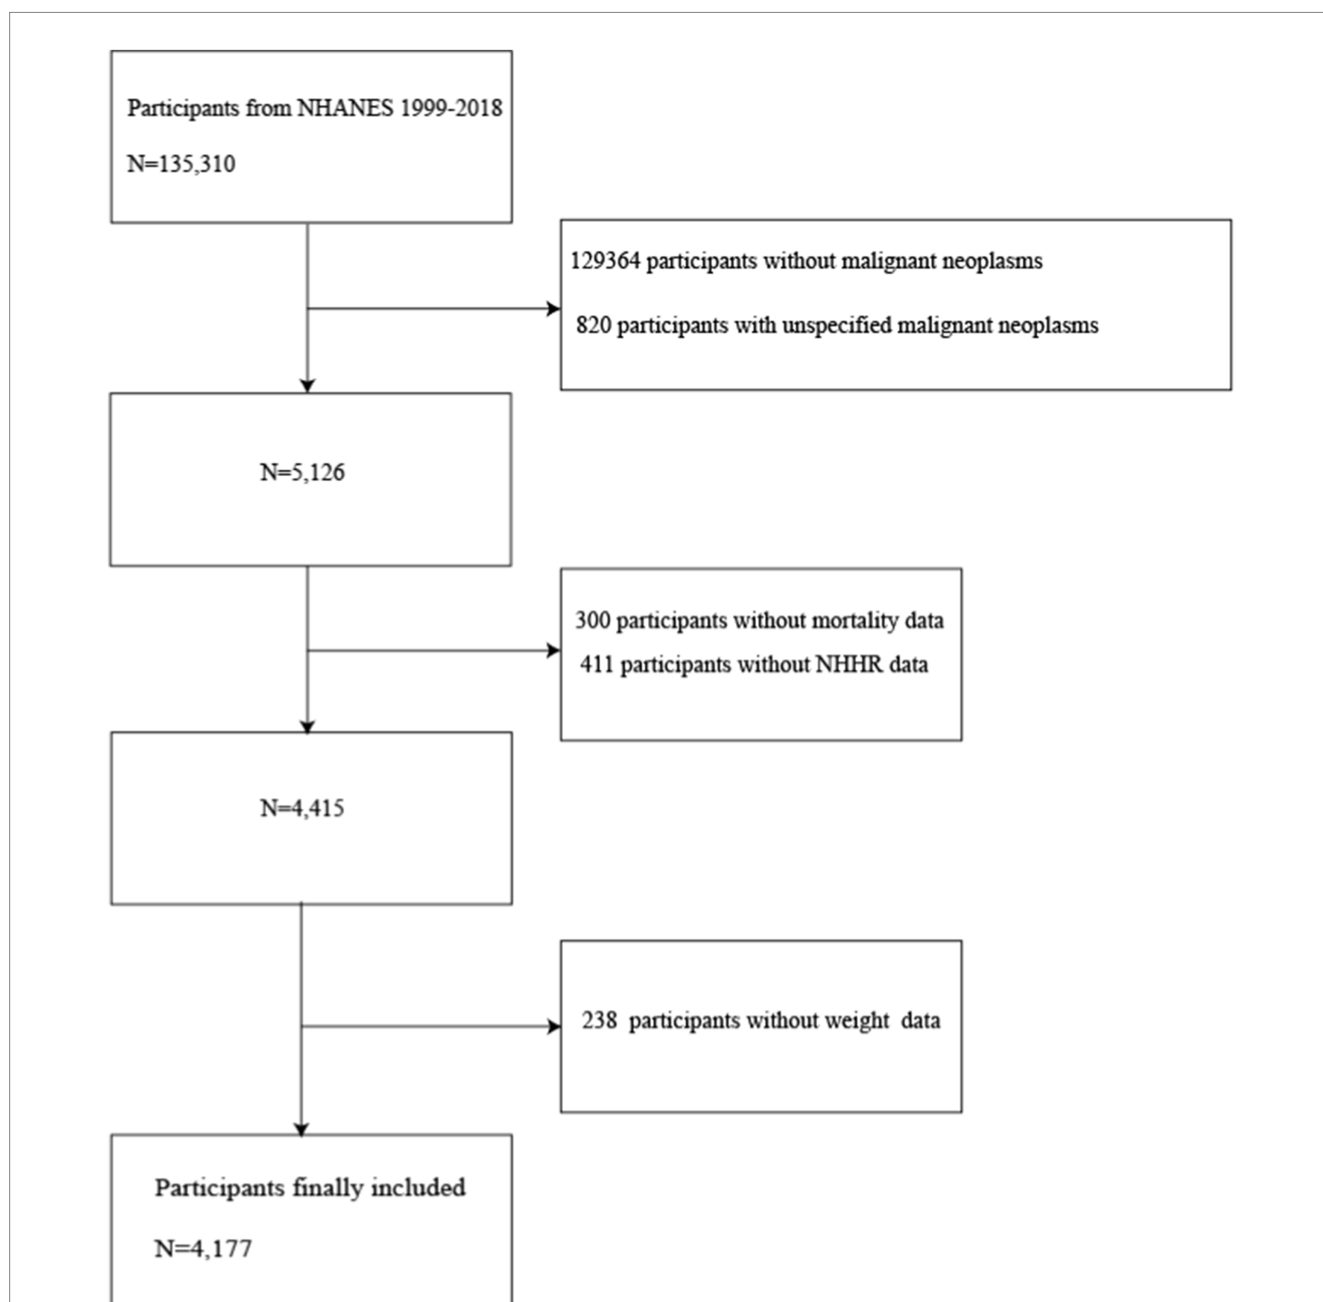 Participants from NHANES 1999-2018
N=135,310
129364 participants without malignant neoplasms
820 participants with unspecified malignant neoplasms
N=5,126
300 participants without mortality data
411 participants without NHHR data
N=4,415
238 participants without weight data
Participants finally included
N=4,177